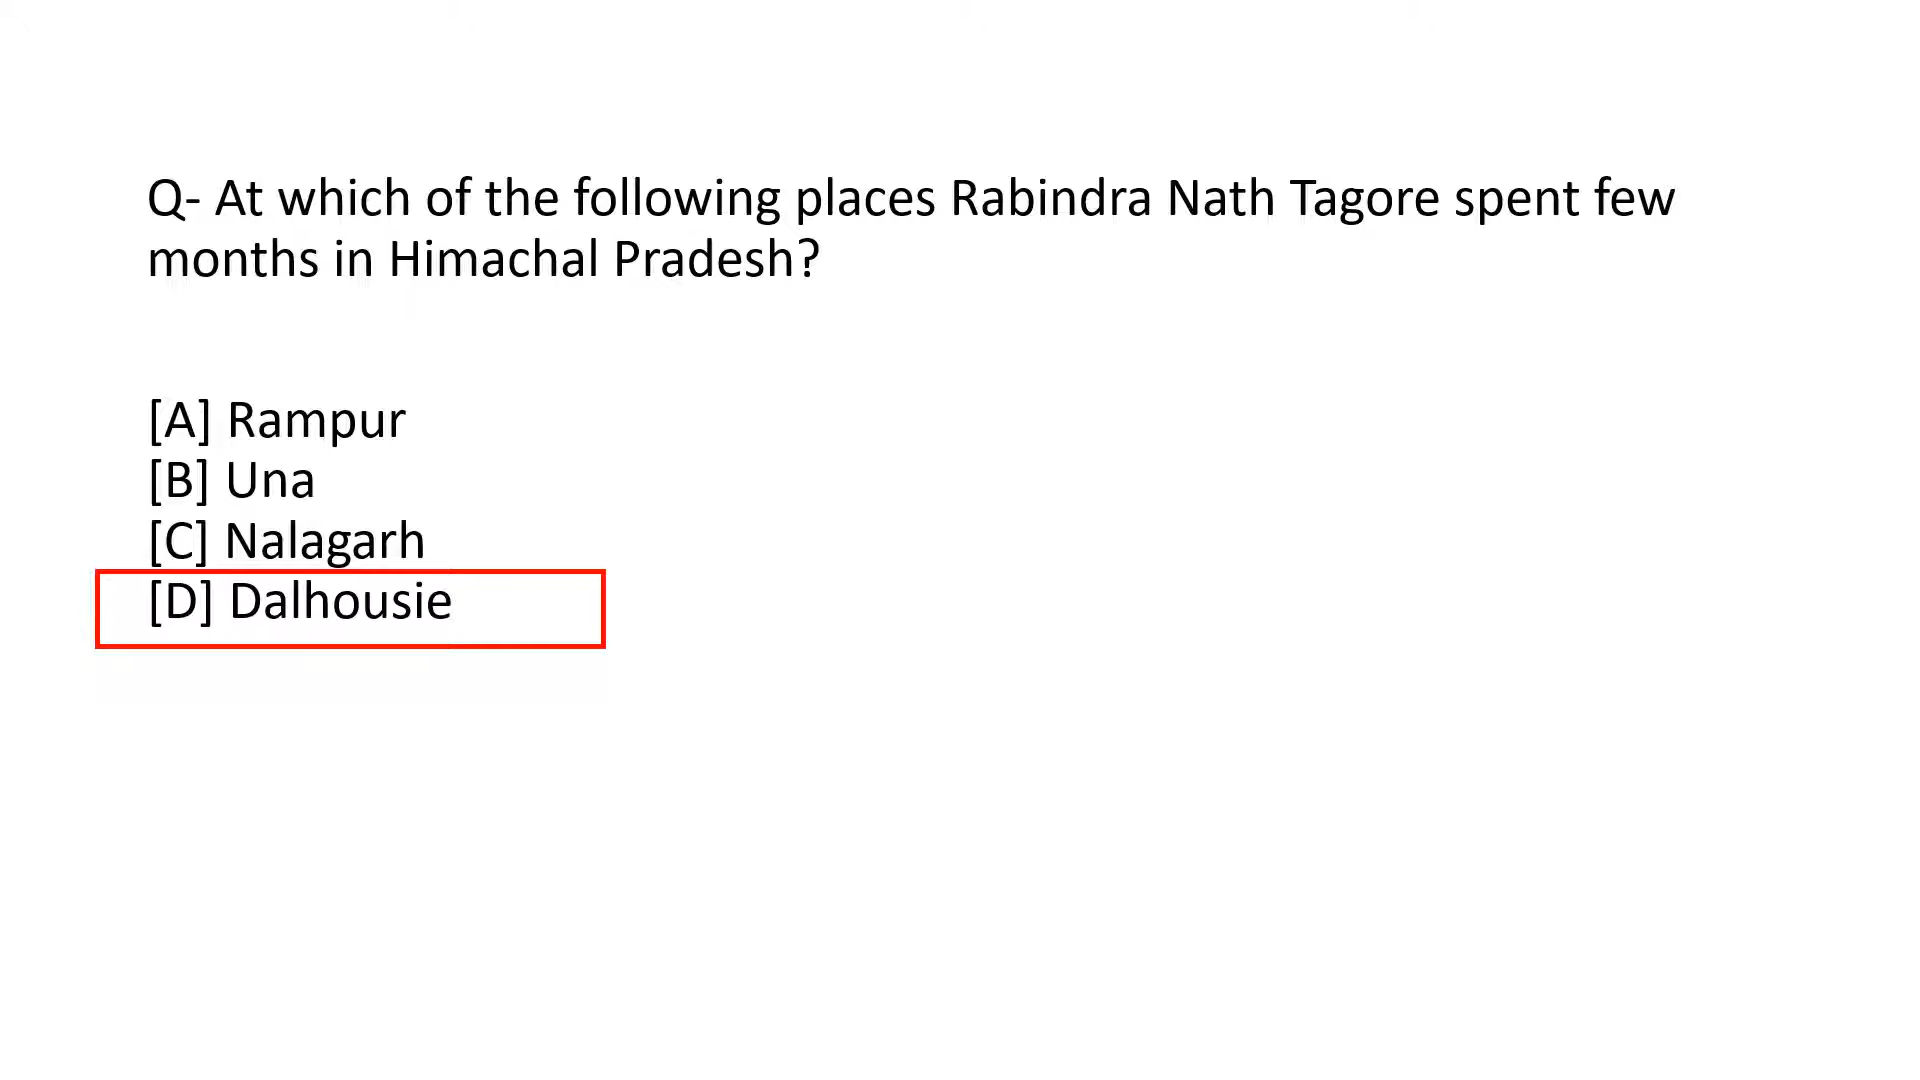 Q- At which of the following places Rabindra Nath Tagore spent few
months in Himachal Pradesh?
[A] Rampur
[B] Una
[C] Nalagarh
[D] Dalhousie